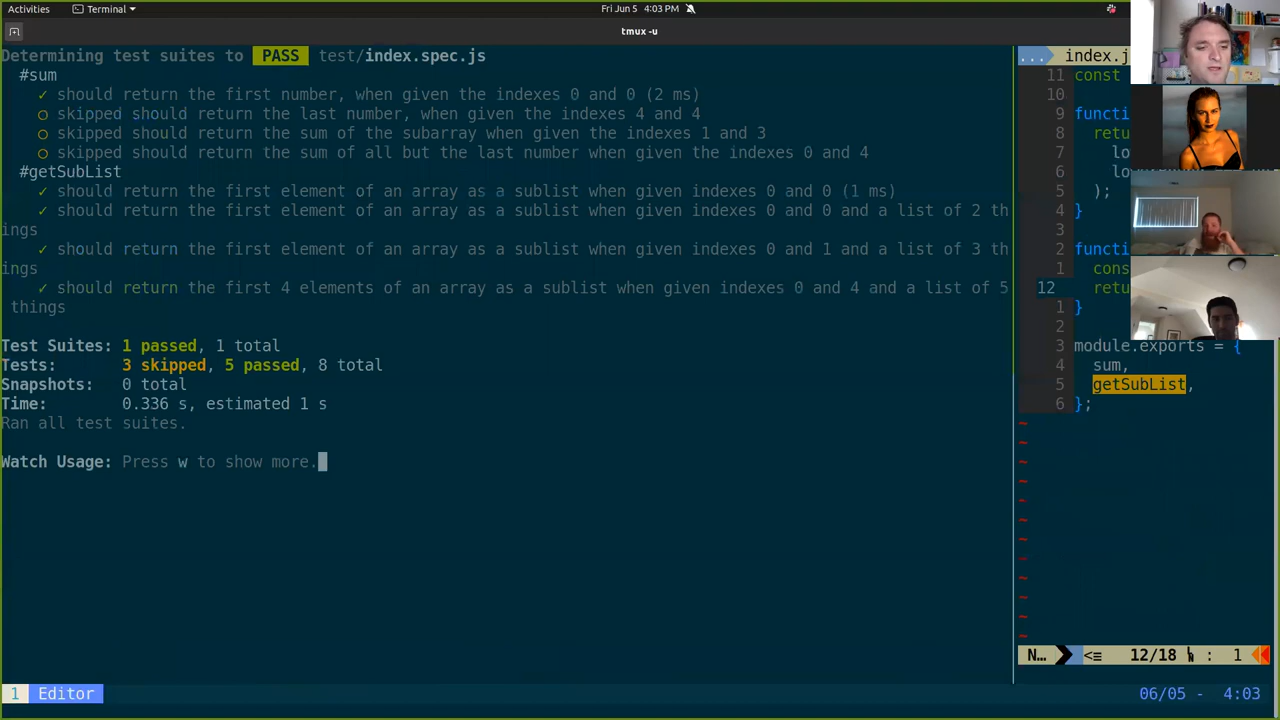 Activities Terminal Fri Jun 5 4:03 PM
tmux -u
Determining test suites to PASS test/index.spec.js
#sum
✓ should return the first number, when given the indexes 0 and 0 (2 ms)
○ skipped should return the last number, when given the indexes 4 and 4
○ skipped should return the sum of the subarray when given the indexes 1 and 3
○ skipped should return the sum of all but the last number when given the indexes 0 and 4
#getSubList
✓ should return the first element of an array as a sublist when given indexes 0 and 0 (1 ms)
✓ should return the first element of an array as a sublist when given indexes 0 and 0 and a list of 2 th
ings
✓ should return the first element of an array as a sublist when given indexes 0 and 1 and a list of 3 th
ings
✓ should return the first 4 elements of an array as a sublist when given indexes 0 and 4 and a list of 5
things
Test Suites: 1 passed, 1 total
Tests: 3 skipped, 5 passed, 8 total
Snapshots: 0 total
Time: 0.336 s, estimated 1 s
Ran all test suites.
Watch Usage: Press w to show more.
... index.j
11 const
10
9 functi
8 retu
7 lo
6 lo
5 );
4 }
3
2 functi
1 cons
12 retu
1 }
2
3 module.exports = {
4 sum,
5 getSubList,
6 };
~
~
~
~
~
~
~
~
~
~
~
~
N… <≡ 12/18 : 1
1 Editor 06/05 - 4:03